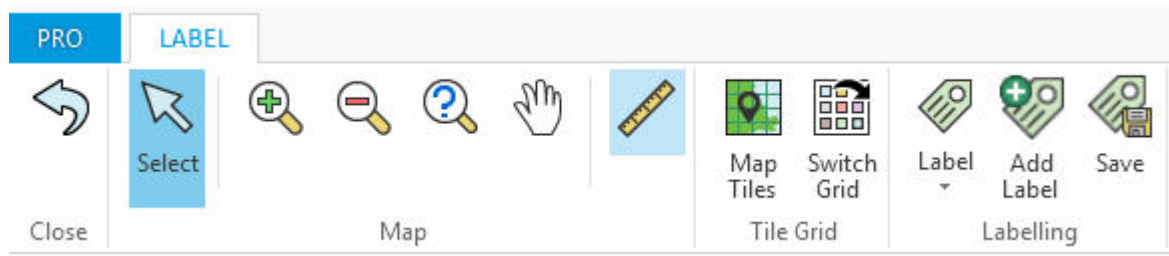 PRO LABEL
Select
Map Tiles
Switch Grid
Label
Add Label
Save
Close
Map
Tile Grid
Labelling